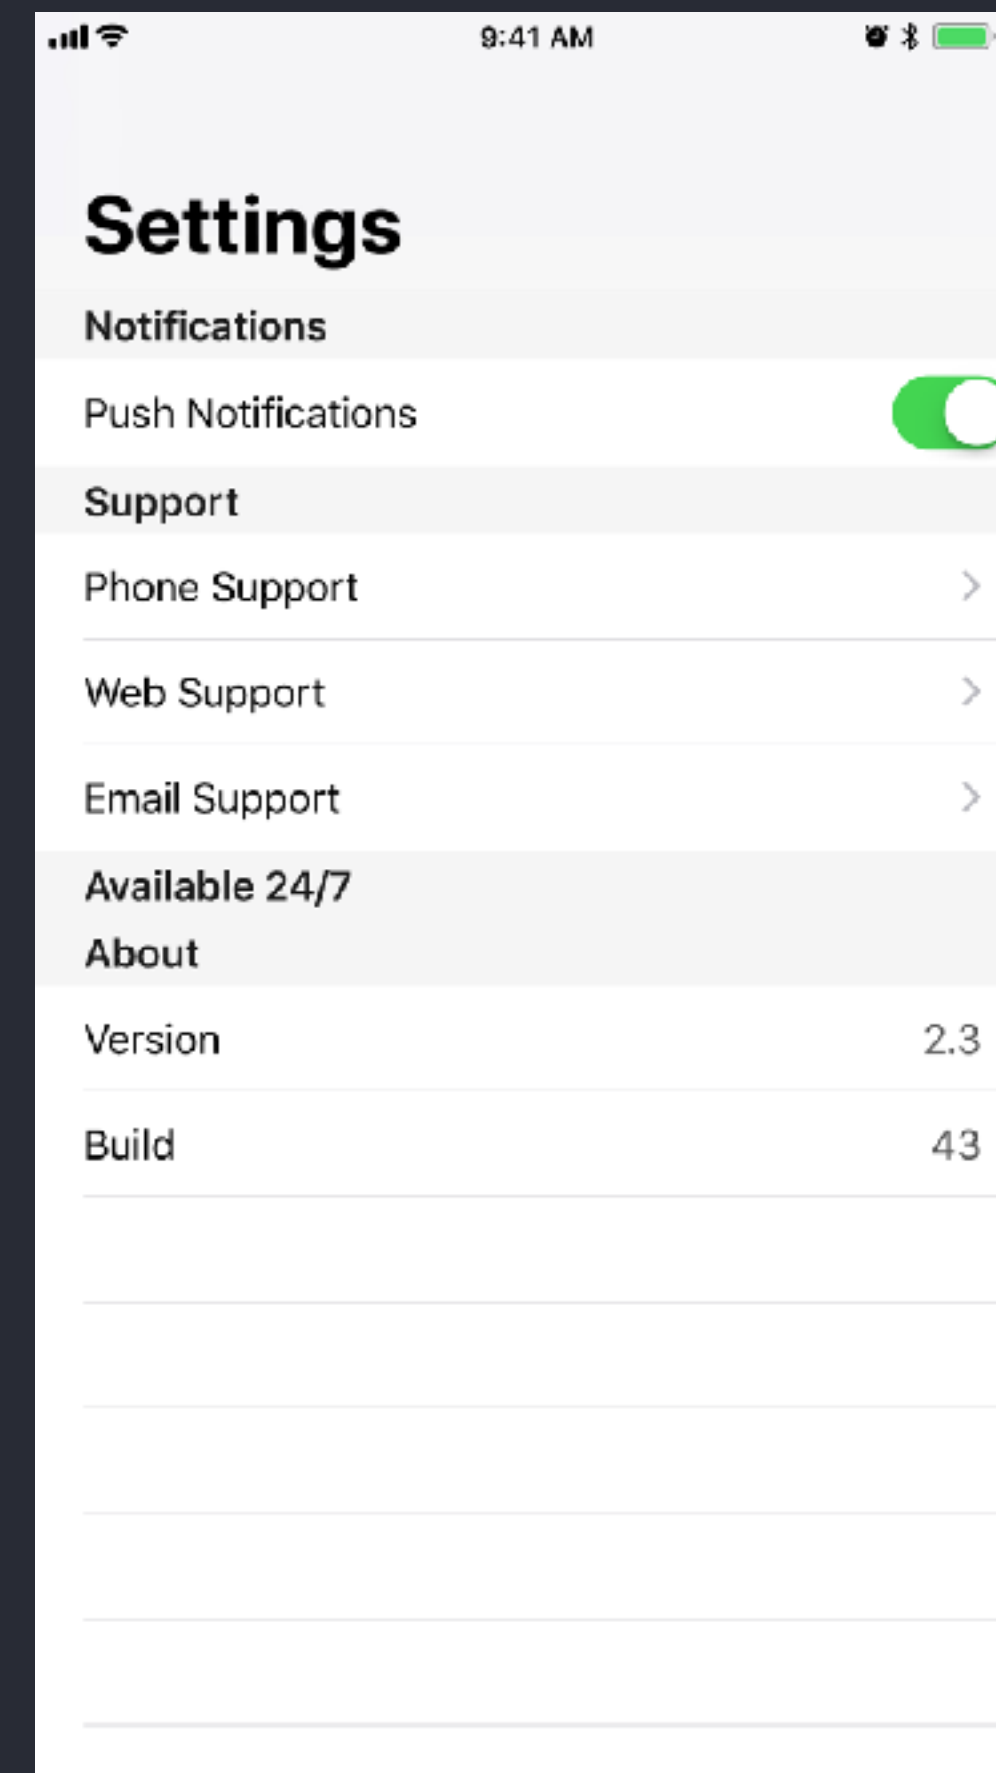 9:41 AM
Settings
Notifications
Push Notifications
Support
Phone Support
Web Support
Email Support
Available 24/7
About
Version 2.3
Build 43